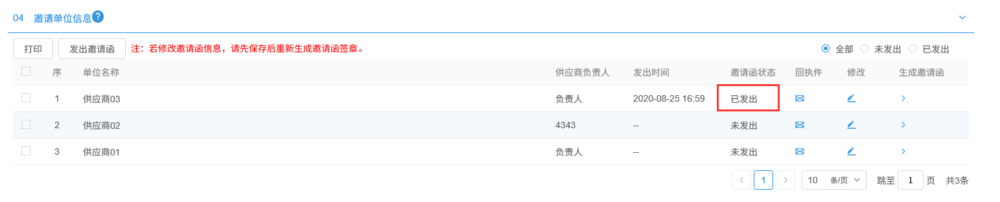 04 邀请单位信息?
打印 发出邀请函 注：若修改邀请函信息，请先保存后重新生成邀请函签章。 全部 未发出 已发出
序 单位名称 供应商负责人 发出时间 邀请函状态 回执件 修改 生成邀请函
1 供应商03 负责人 2020-08-25 16:59 已发出
2 供应商02 4343 -- 未发出
3 供应商01 负责人 -- 未发出
1 10 条/页 跳至 1 页 共3条